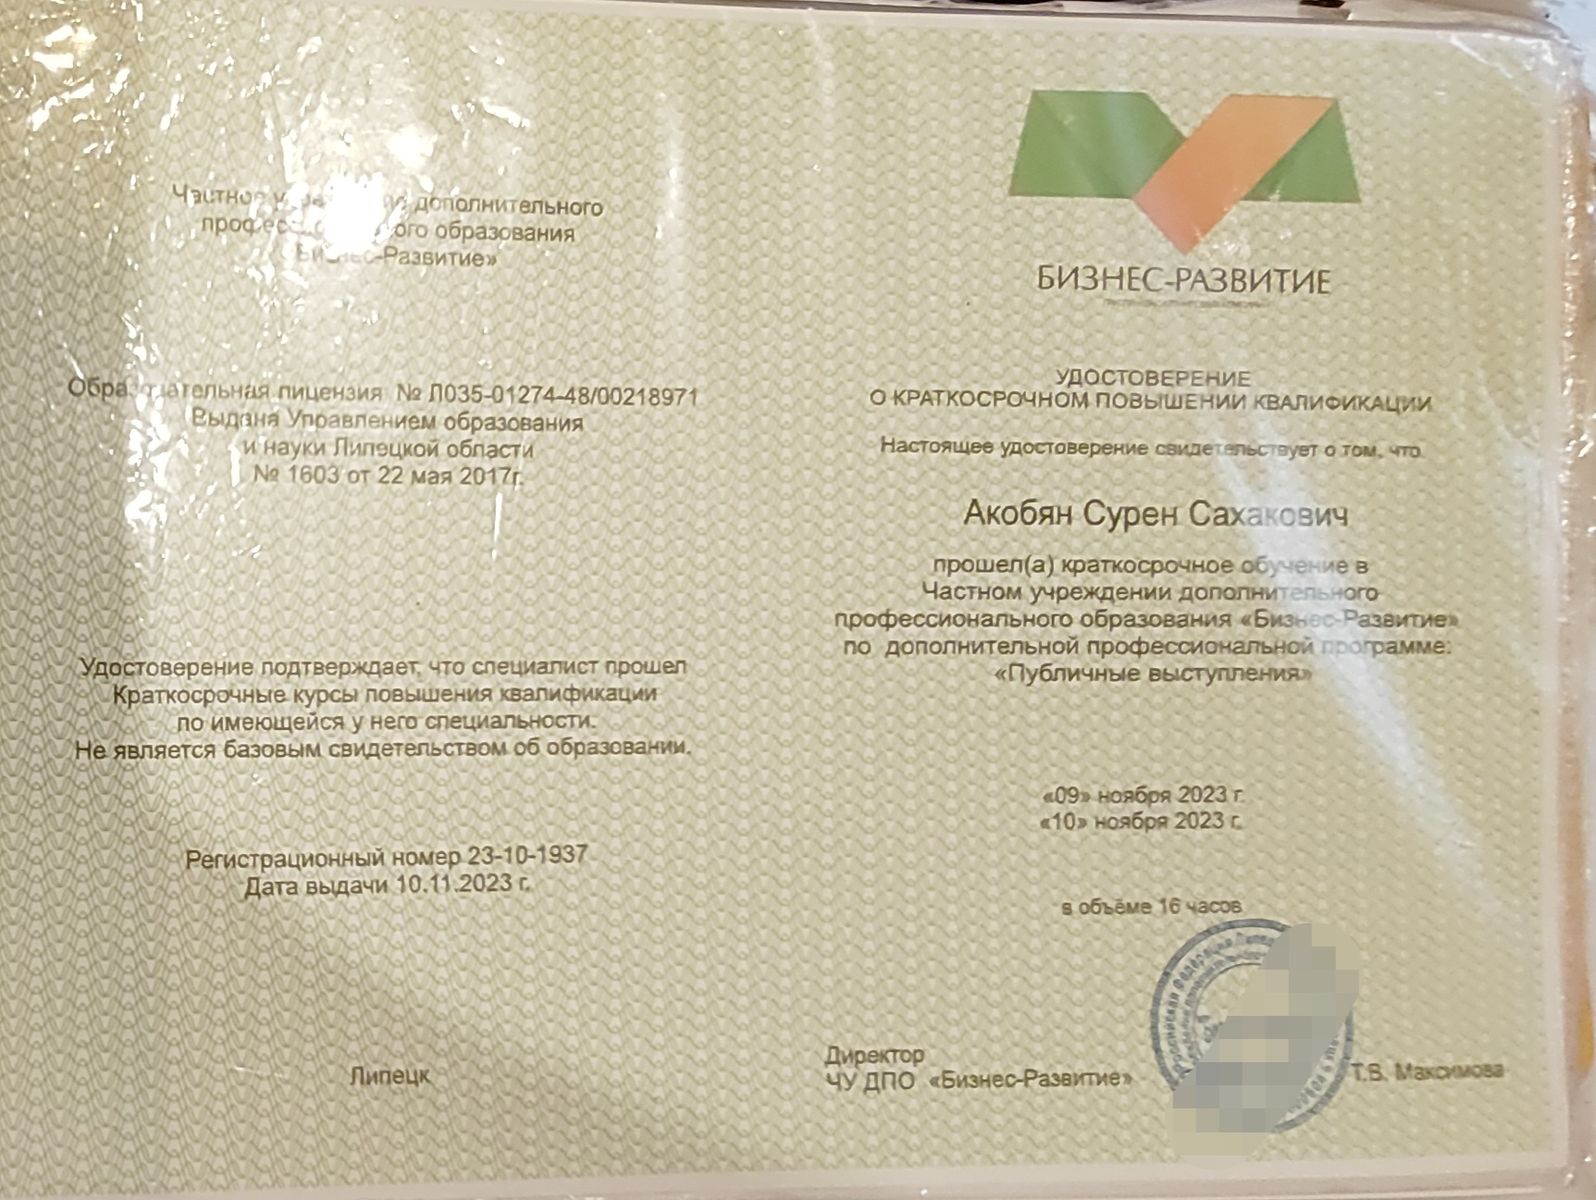 Частное дополнительного
образования
Бизнес-Развитие»
Образовательная лицензия № Л035-01274-48/00218971
Выдана Управлением образования
и науки Липецкой области
№ 1603 от 22 мая 2017г.
Удостоверение подтверждает, что специалист прошел
Краткосрочные курсы повышения квалификации
по имеющейся у него специальности.
Не является базовым свидетельством об образовании.
Регистрационный номер 23-10-1937
Дата выдачи 10.11.2023 г.
Липецк
БИЗНЕС-РАЗВИТИЕ
УДОСТОВЕРЕНИЕ
О КРАТКОСРОЧНОМ ПОВЫШЕНИИ КВАЛИФИКАЦИИ
Настоящее удостоверение свидетельствует о том, что
Акобян Сурен Сахакович
прошел(а) краткосрочное обучение в
Частном учреждении дополнительного
профессионального образования «Бизнес-Развитие»
по дополнительной профессиональной программе:
«Публичные выступления»
«09» ноября 2023 г.
«10» ноября 2023 г.
в объёме 16 часов
Директор
ЧУ ДПО «Бизнес-Развитие»
Т.В. Максимова